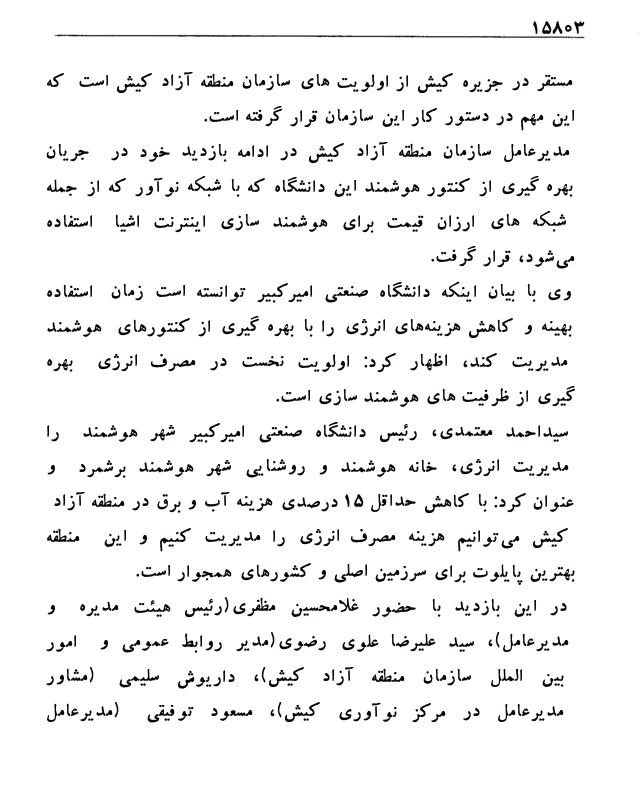 ۱۵۸۰۳
مستقر در جزیره کیش از اولویت های سازمان منطقه آزاد کیش است که
این مهم در دستور کار این سازمان قرار گرفته است.
مدیرعامل سازمان منطقه آزاد کیش در ادامه بازدید خود در جریان
بهره گیری از کنتور هوشمند این دانشگاه که با شبکه نوآور که از جمله
شبکه های ارزان قیمت برای هوشمند سازی اینترنت اشیا استفاده
می‌شود، قرار گرفت.
وی با بیان اینکه دانشگاه صنعتی امیرکبیر توانسته است زمان استفاده
بهینه و کاهش هزینه‌های انرژی را با بهره گیری از کنتورهای هوشمند
مدیریت کند، اظهار کرد: اولویت نخست در مصرف انرژی بهره
گیری از ظرفیت های هوشمند سازی است.
سیداحمد معتمدی، رئیس دانشگاه صنعتی امیرکبیر شهر هوشمند را
مدیریت انرژی، خانه هوشمند و روشنایی شهر هوشمند برشمرد و
عنوان کرد: با کاهش حداقل ۱۵ درصدی هزینه آب و برق در منطقه آزاد
کیش می‌توانیم هزینه مصرف انرژی را مدیریت کنیم و این منطقه
بهترین پایلوت برای سرزمین اصلی و کشورهای همجوار است.
در این بازدید با حضور غلامحسین مظفری(رئیس هیئت مدیره و
مدیرعامل)، سید علیرضا علوی رضوی(مدیر روابط عمومی و امور
بین الملل سازمان منطقه آزاد کیش)، داریوش سلیمی (مشاور
مدیرعامل در مرکز نوآوری کیش)، مسعود توفیقی (مدیرعامل